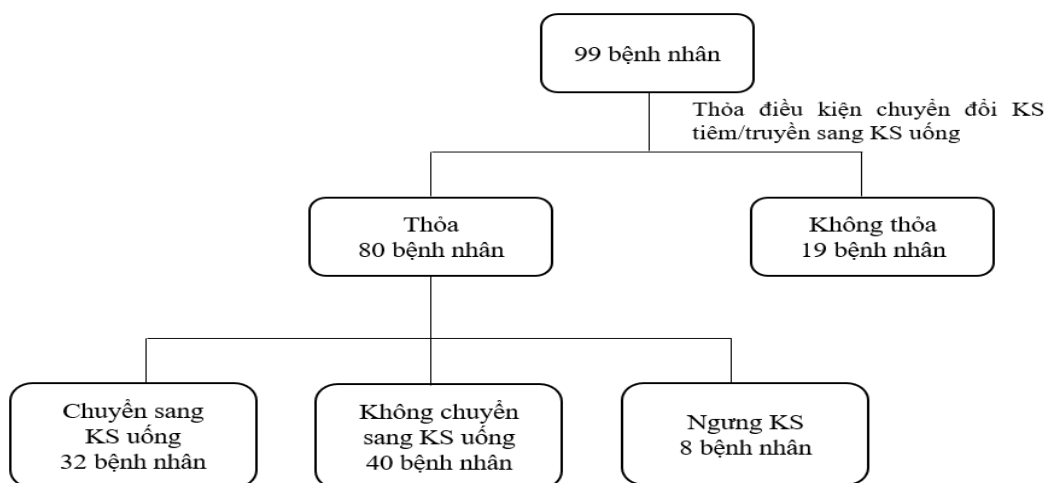 99 bệnh nhân
Thỏa điều kiện chuyển đổi KS
tiêm/truyền sang KS uống
Thỏa
80 bệnh nhân
Không thỏa
19 bệnh nhân
Chuyển sang
KS uống
32 bệnh nhân
Không chuyển
sang KS uống
40 bệnh nhân
Ngưng KS
8 bệnh nhân